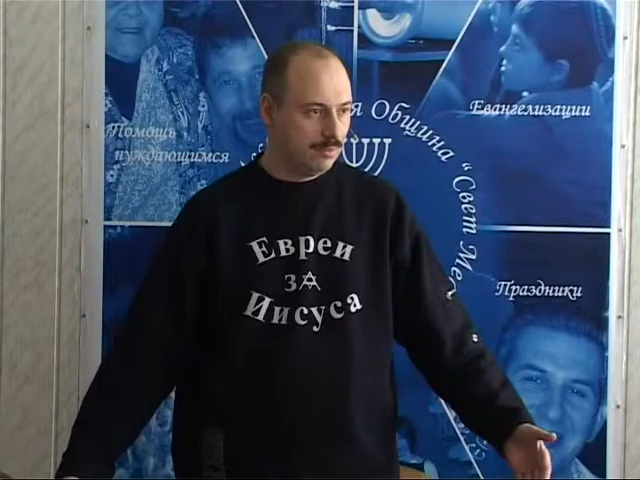 Помощь
нуждающимся
я Община "Свет Ме
Евангелизации
Праздники
Евреи
за
Иисуса